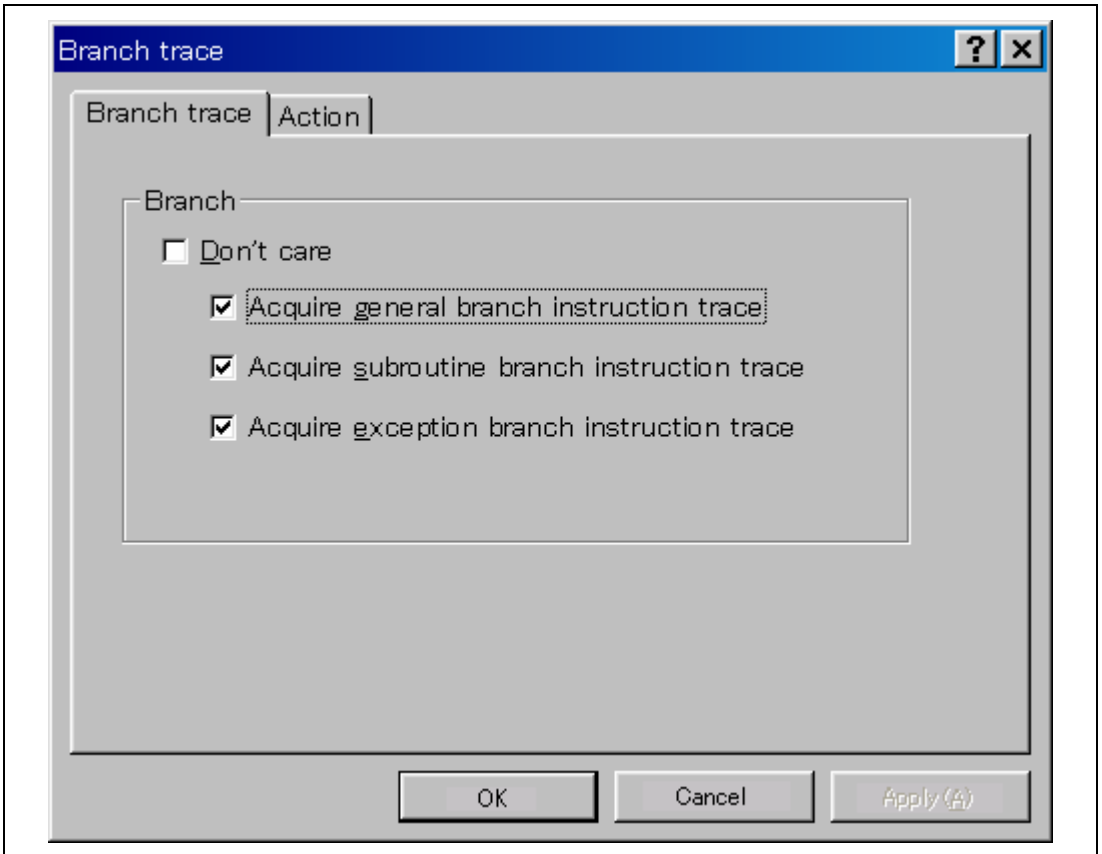 Branch trace
Branch trace Action
Branch
Don't care
Acquire general branch instruction trace
Acquire subroutine branch instruction trace
Acquire exception branch instruction trace
OK Cancel Apply(A)